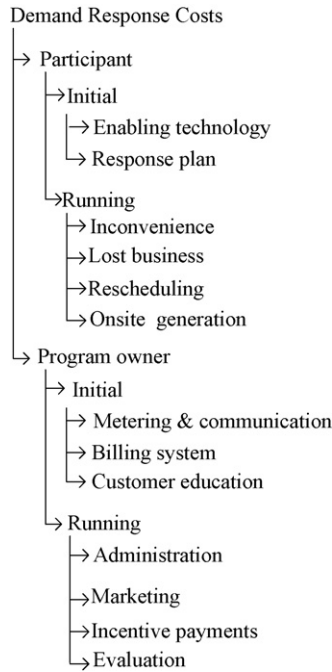 Demand Response Costs
Participant
Initial
Enabling technology
Response plan
Running
Inconvenience
Lost business
Rescheduling
Onsite generation
Program owner
Initial
Metering & communication
Billing system
Customer education
Running
Administration
Marketing
Incentive payments
Evaluation